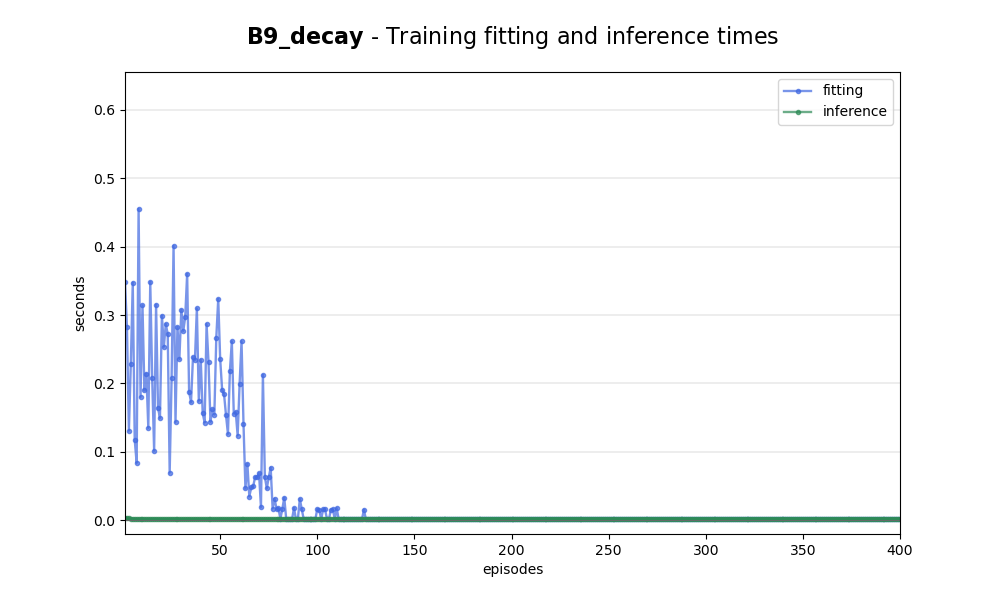 B9_decay - Training fitting and inference times
fitting
inference
0.6
0.5
0.4
0.3
0.2
0.1
0.0
seconds
50 100 150 200 250 300 350 400
episodes